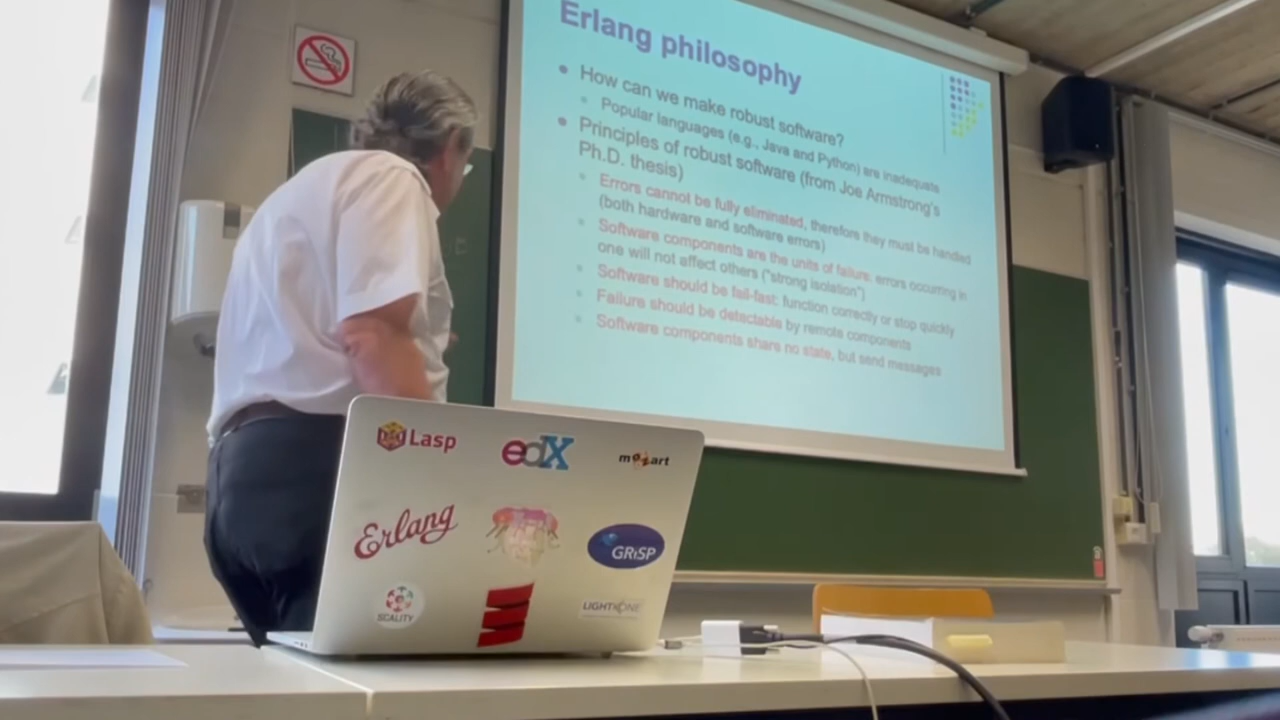 Erlang philosophy
How can we make robust software?
Popular languages (e.g., Java and Python) are inadequate
Principles of robust software (from Joe Armstrong's
Ph.D. thesis)
Errors cannot be fully eliminated, therefore they must be handled
(both hardware and software errors)
Software components are the units of failure: errors occurring in
one will not affect others ("strong isolation")
Software should be fail-fast: function correctly or stop quickly
Failure should be detectable by remote components
Software components share no state, but send messages
Lasp
edX
mozart
Erlang
GRiSP
SCALITY
LIGHTKONE